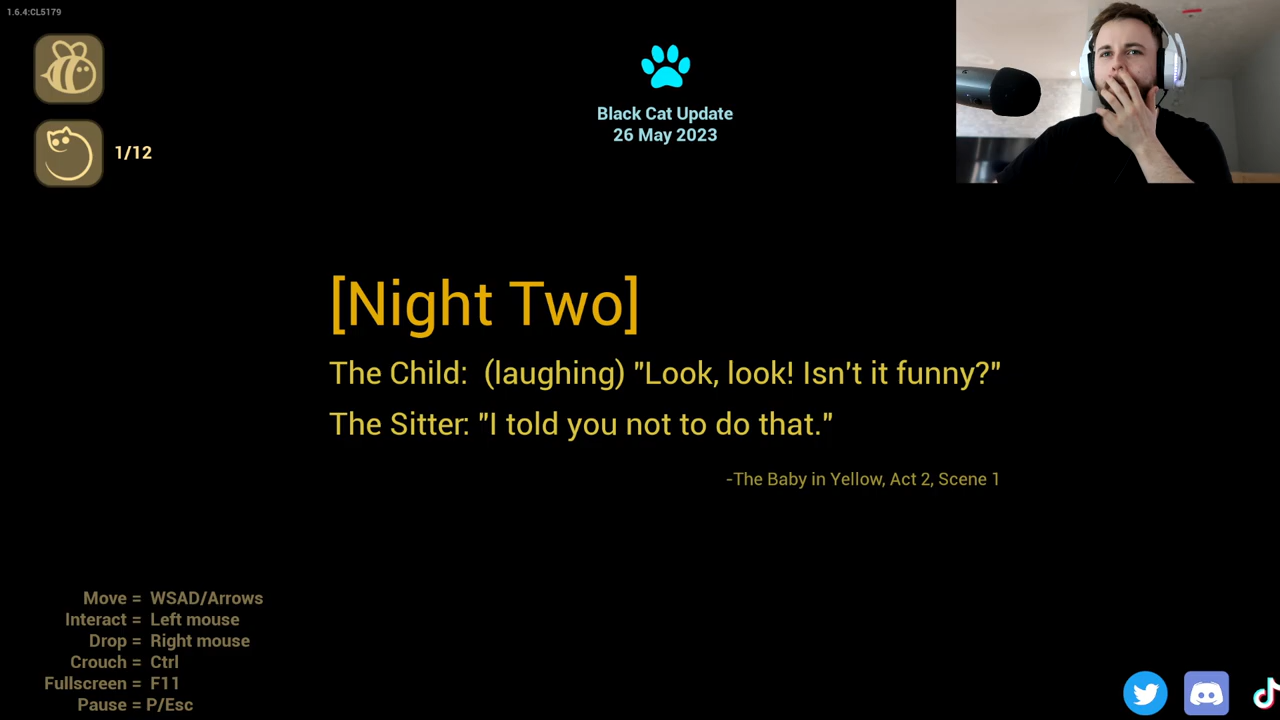 1.6.4:CL5179
1/12
Black Cat Update
26 May 2023
[Night Two]
The Child:  (laughing) "Look, look! Isn't it funny?"
The Sitter: "I told you not to do that."
-The Baby in Yellow, Act 2, Scene 1
Move = WSAD/Arrows
Interact = Left mouse
Drop = Right mouse
Crouch = Ctrl
Fullscreen = F11
Pause = P/Esc